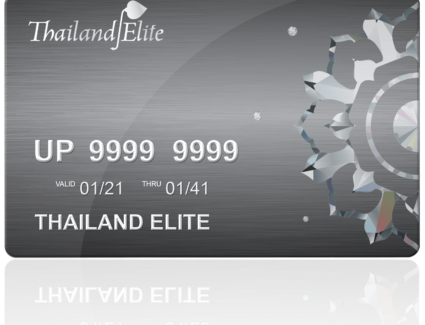 Thailand Elite
UP 9999 9999
VALID 01/21 THRU 01/41
THAILAND ELITE